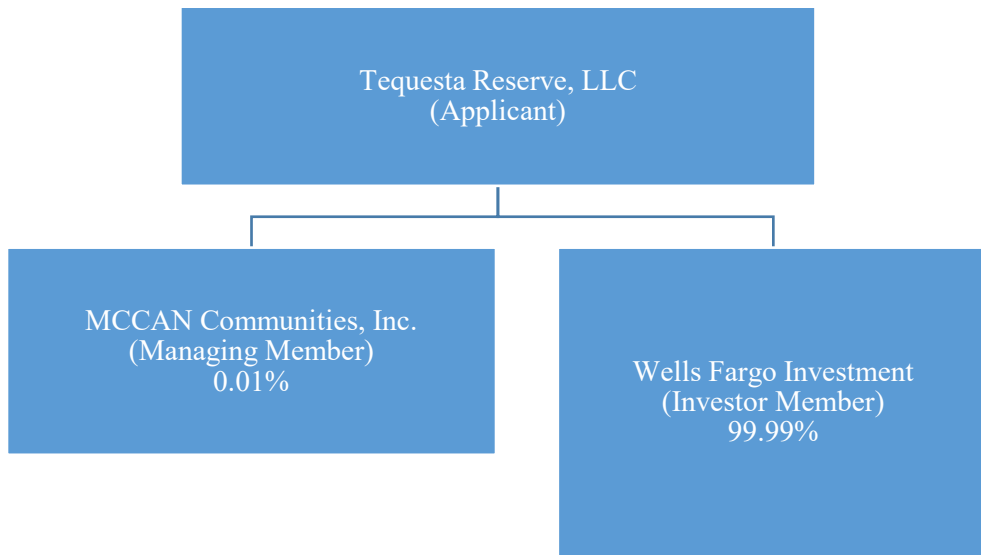 Tequesta Reserve, LLC
(Applicant)
MCCAN Communities, Inc.
(Managing Member)
0.01%
Wells Fargo Investment
(Investor Member)
99.99%